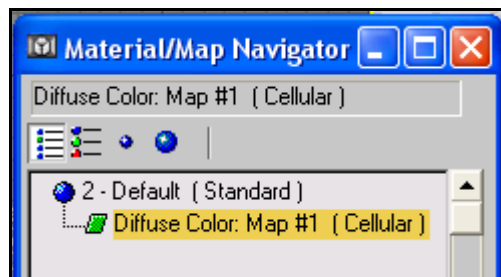 Material/Map Navigator
Diffuse Color: Map #1 ( Cellular )
2 - Default ( Standard )
Diffuse Color: Map #1 ( Cellular )